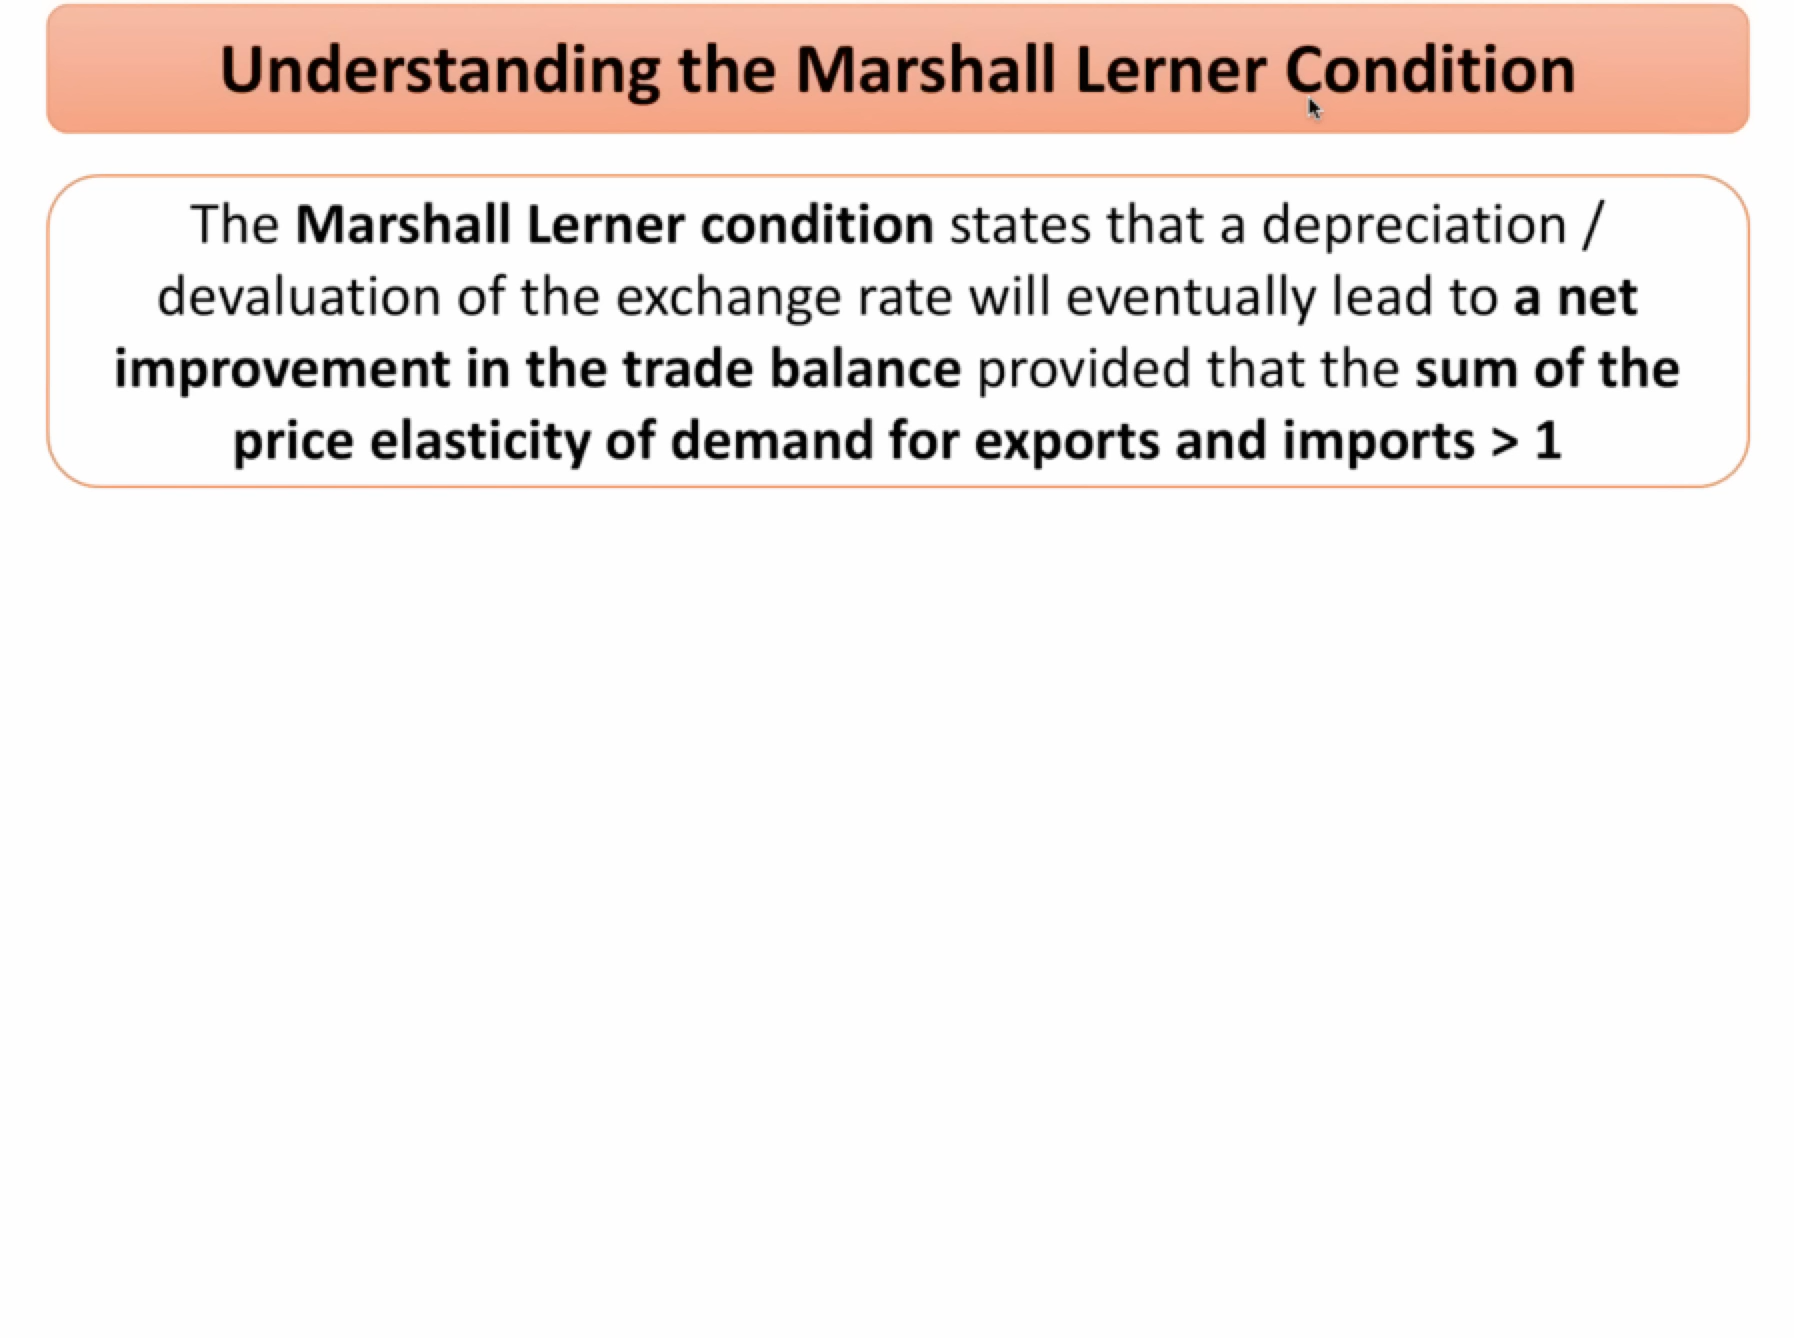 Understanding the Marshall Lerner Condition
The Marshall Lerner condition states that a depreciation /
devaluation of the exchange rate will eventually lead to a net
improvement in the trade balance provided that the sum of the
price elasticity of demand for exports and imports > 1